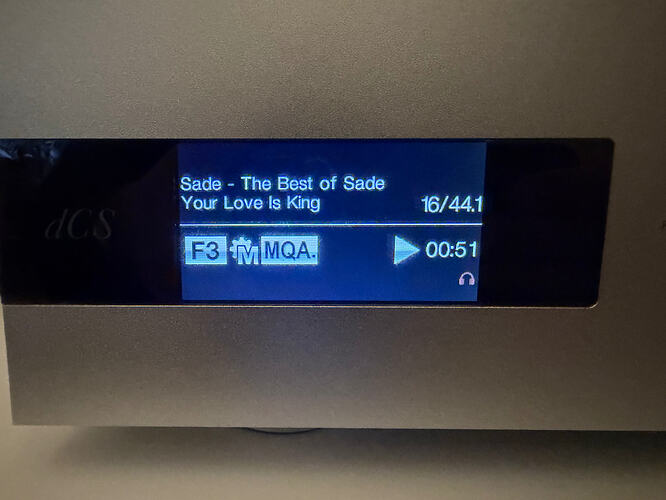 Sade - The Best of Sade
Your Love Is King
16/44.1
dCS
F3 M MQA. 00:51